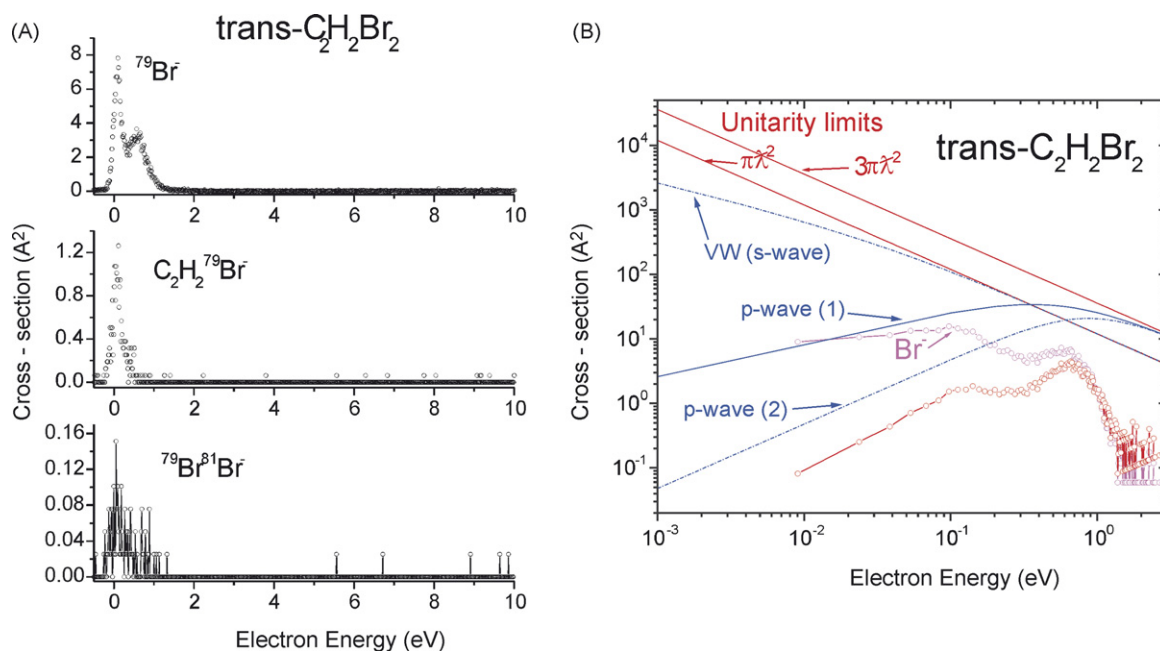 (A)
trans-C₂H₂Br₂
⁷⁹Br⁻
8
6
4
2
0
0 2 4 6 8 10
C₂H₂⁷⁹Br⁻
1.2
0.8
0.4
0.0
0 2 4 6 8 10
⁷⁹Br⁸¹Br⁻
0.16
0.12
0.08
0.04
0.00
0 2 4 6 8 10
Cross - section (A²)
Electron Energy (eV)
(B)
Unitarity limits
trans-C₂H₂Br₂
πƛ²
3πƛ²
VW (s-wave)
p-wave (1)
Br⁻
p-wave (2)
10⁴
10³
10²
10¹
10⁰
10⁻¹
10⁻³ 10⁻² 10⁻¹ 10⁰
Cross - section (A²)
Electron Energy (eV)